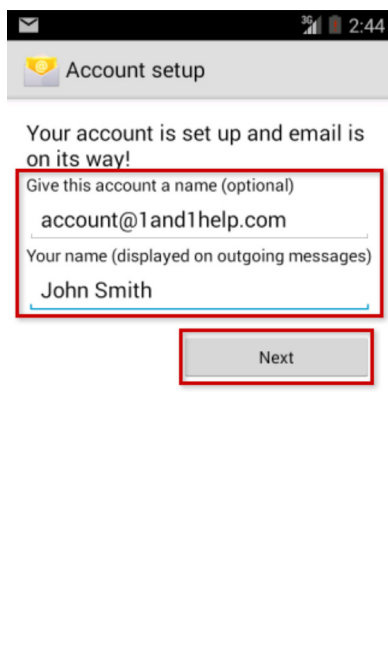 3G 2:44
Account setup
Your account is set up and email is
on its way!
Give this account a name (optional)
account@1and1help.com
Your name (displayed on outgoing messages)
John Smith
Next